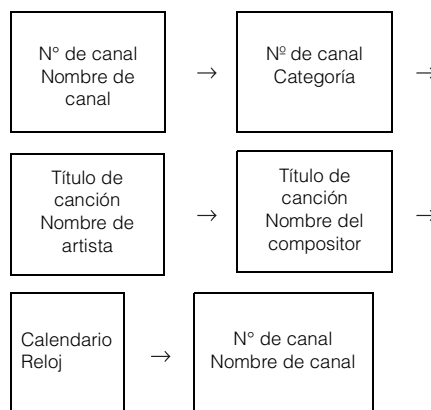 N° de canal
Nombre de
canal
→
Nº de canal
Categoría
→
Título de
canción
Nombre de
artista
→
Título de
canción
Nombre del
compositor
→
Calendario
Reloj
→
N° de canal
Nombre de canal